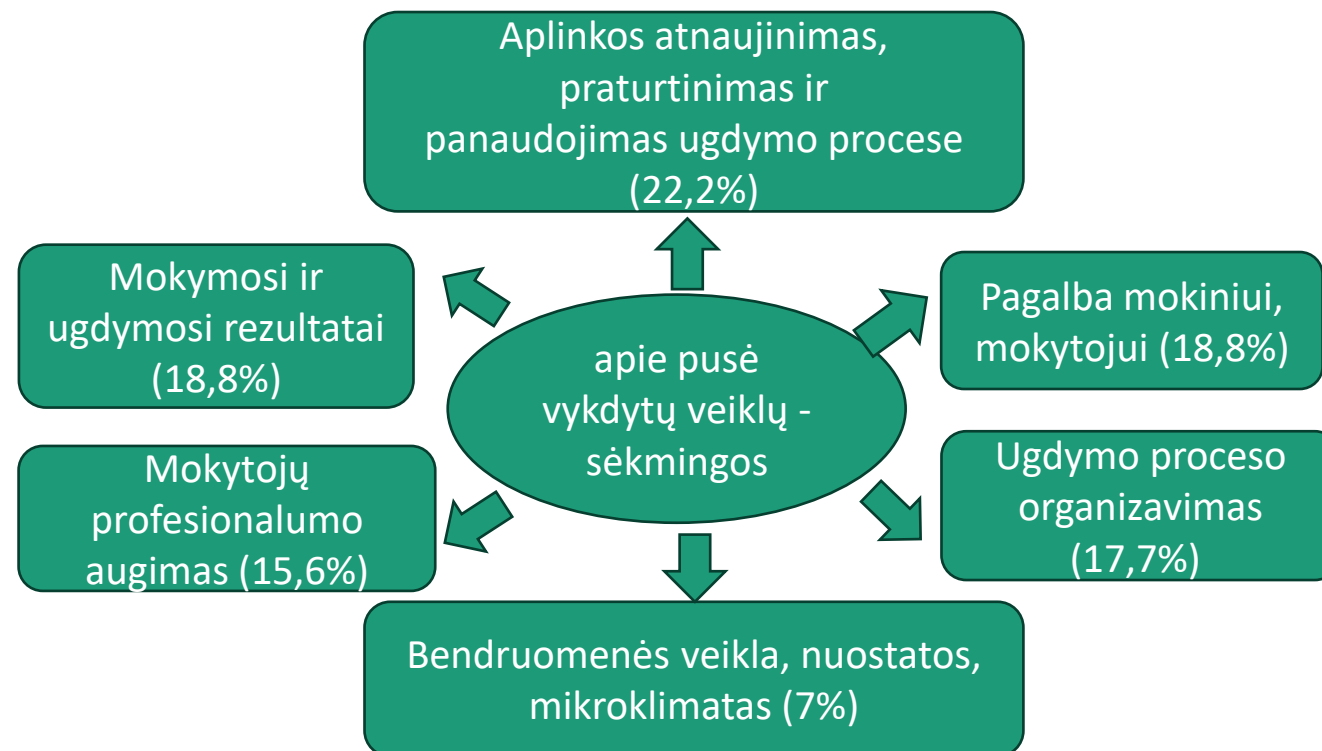 Aplinkos atnaujinimas,
praturtinimas ir
panaudojimas ugdymo procese
(22,2%)
Mokymosi ir
ugdymosi rezultatai
(18,8%)
Pagalba mokiniui,
mokytojui (18,8%)
apie pusė
vykdytų veiklų -
sėkmingos
Mokytojų
profesionalumo
augimas (15,6%)
Ugdymo proceso
organizavimas
(17,7%)
Bendruomenės veikla, nuostatos,
mikroklimatas (7%)